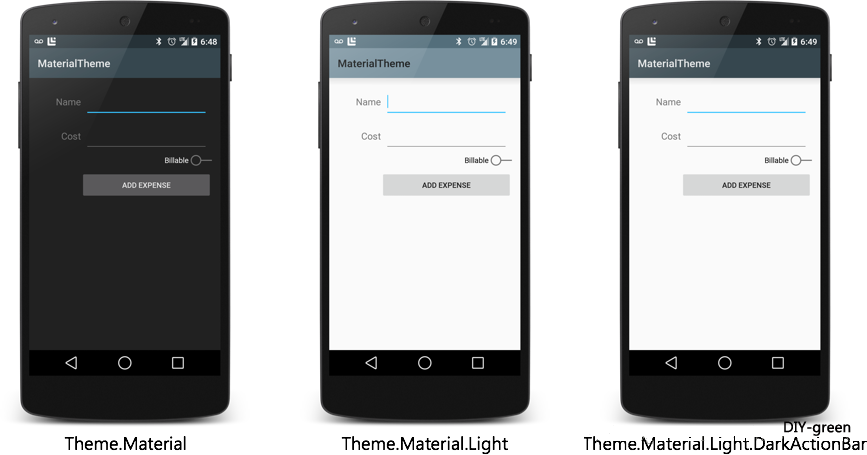 6:48
MaterialTheme
Name
Cost
Billable
ADD EXPENSE
Theme.Material
6:49
MaterialTheme
Name
Cost
Billable
ADD EXPENSE
Theme.Material.Light
6:49
MaterialTheme
Name
Cost
Billable
ADD EXPENSE
DIY-green
Theme.Material.Light.DarkActionBar